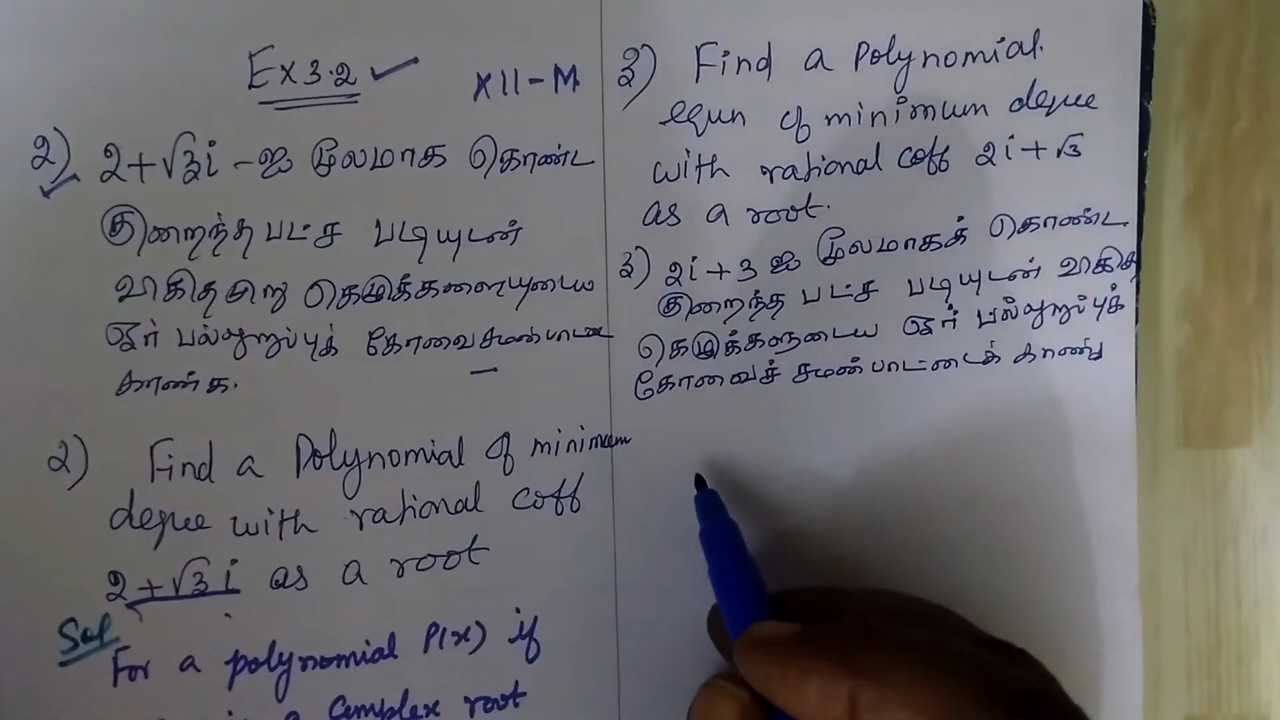 Ex 3.2
XII-M
2) 2+√3i -ஐ மூலமாக கொண்ட
குறைந்த பட்ச படியுடன்
விகிதமுறு கெழுக்களையுடைய
ஓர் பல்லுறுப்புக் கோவை சமன்பாட்டை
காண்க.
2) Find a Polynomial of minimum
degree with rational coff
2+√3i as a root
Sol
For a polynomial P(x) if
Complex root
3) Find a Polynomial.
equn of minimum degree
with rational coff 2i+√3
as a root.
3) 2i+3 ஐ மூலமாகக் கொண்ட
குறைந்த பட்ச படியுடன் விகித
கெழுக்களுடைய ஓர் பல்லுறுப்புக்
கோவைச் சமன்பாட்டைக் காண்